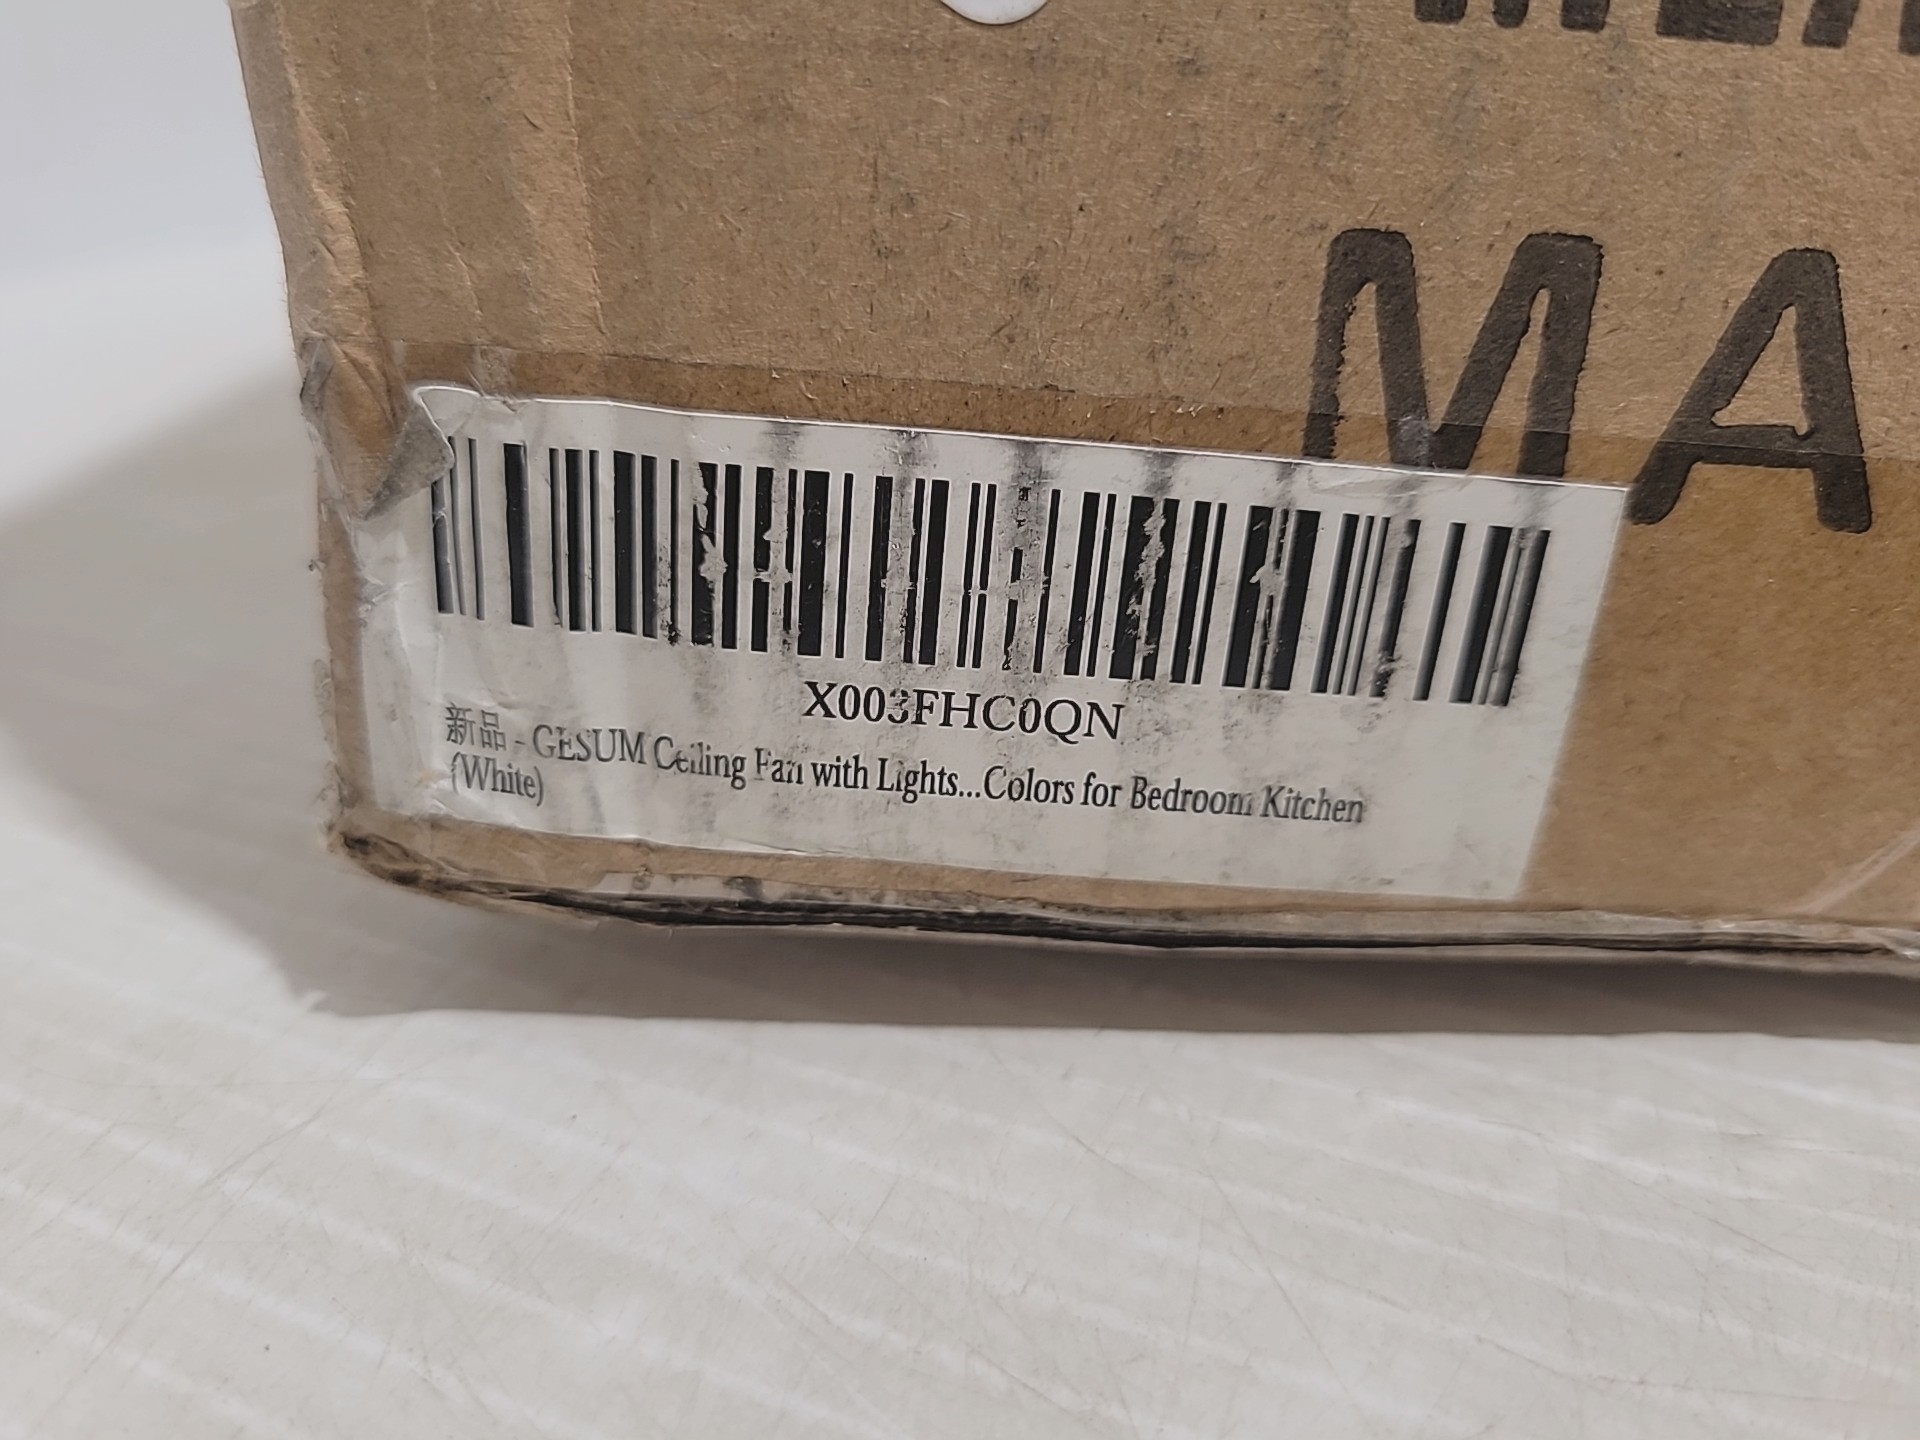 MA
X003FHC0QN
新品 - GESUM Ceiling Fan with Lights...Colors for Bedroom Kitchen
(White)